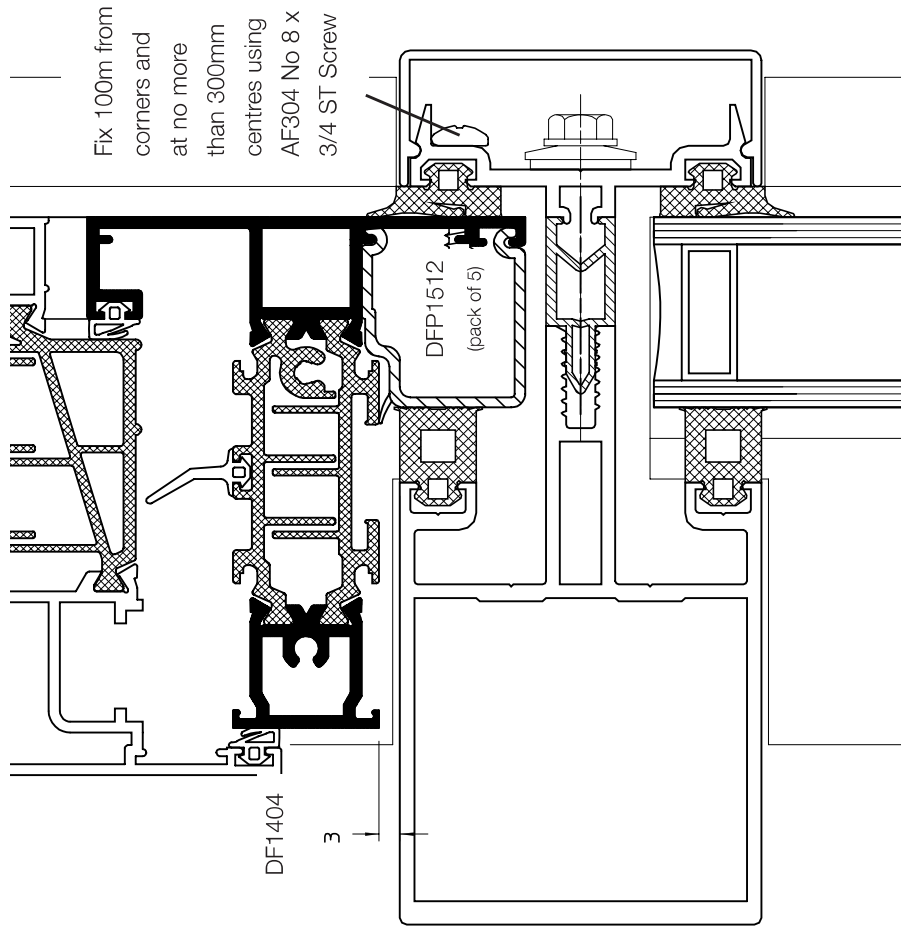 Fix 100m from
corners and
at no more
than 300mm
centres using
AF304 No 8 x
3/4 ST Screw
DFP1512
(pack of 5)
DF1404
3